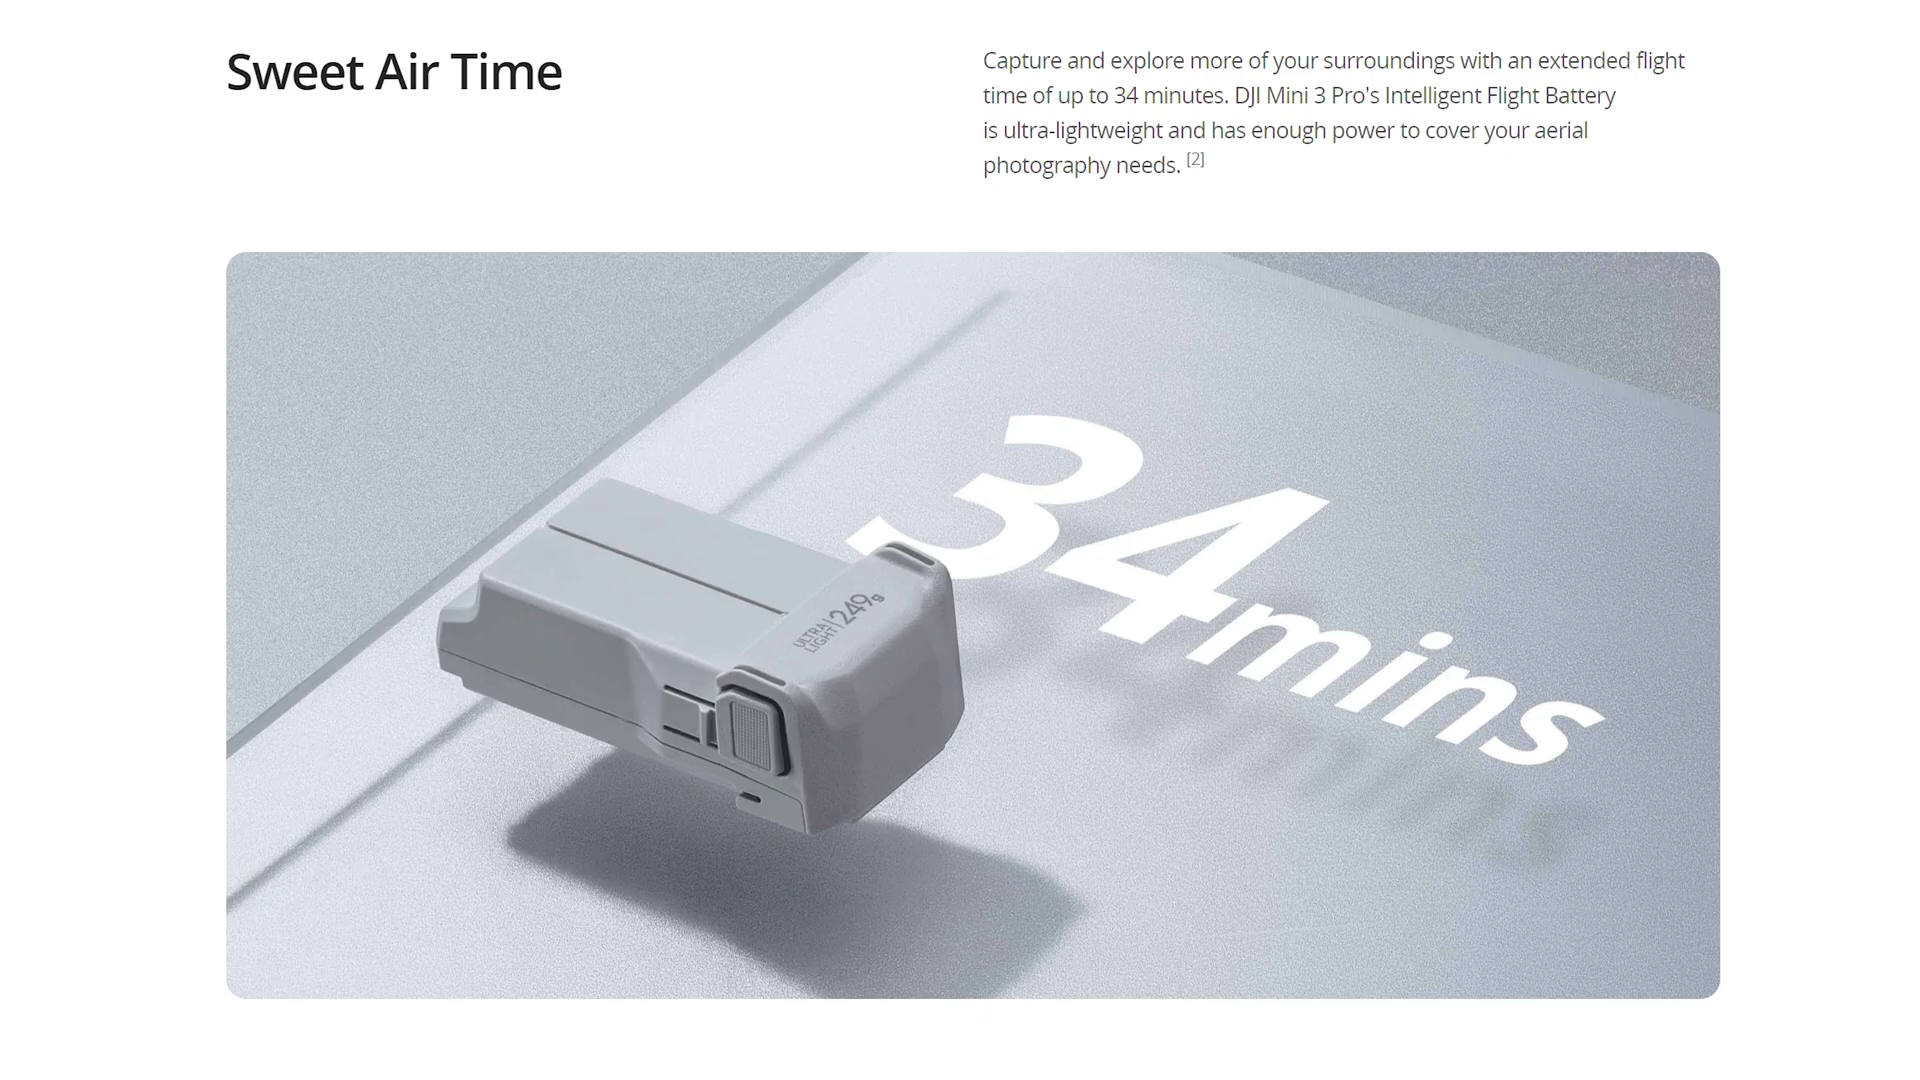 Sweet Air Time
Capture and explore more of your surroundings with an extended flight
time of up to 34 minutes. DJI Mini 3 Pro's Intelligent Flight Battery
is ultra-lightweight and has enough power to cover your aerial
photography needs. [2]
34mins
ULTRA
LIGHT
249g